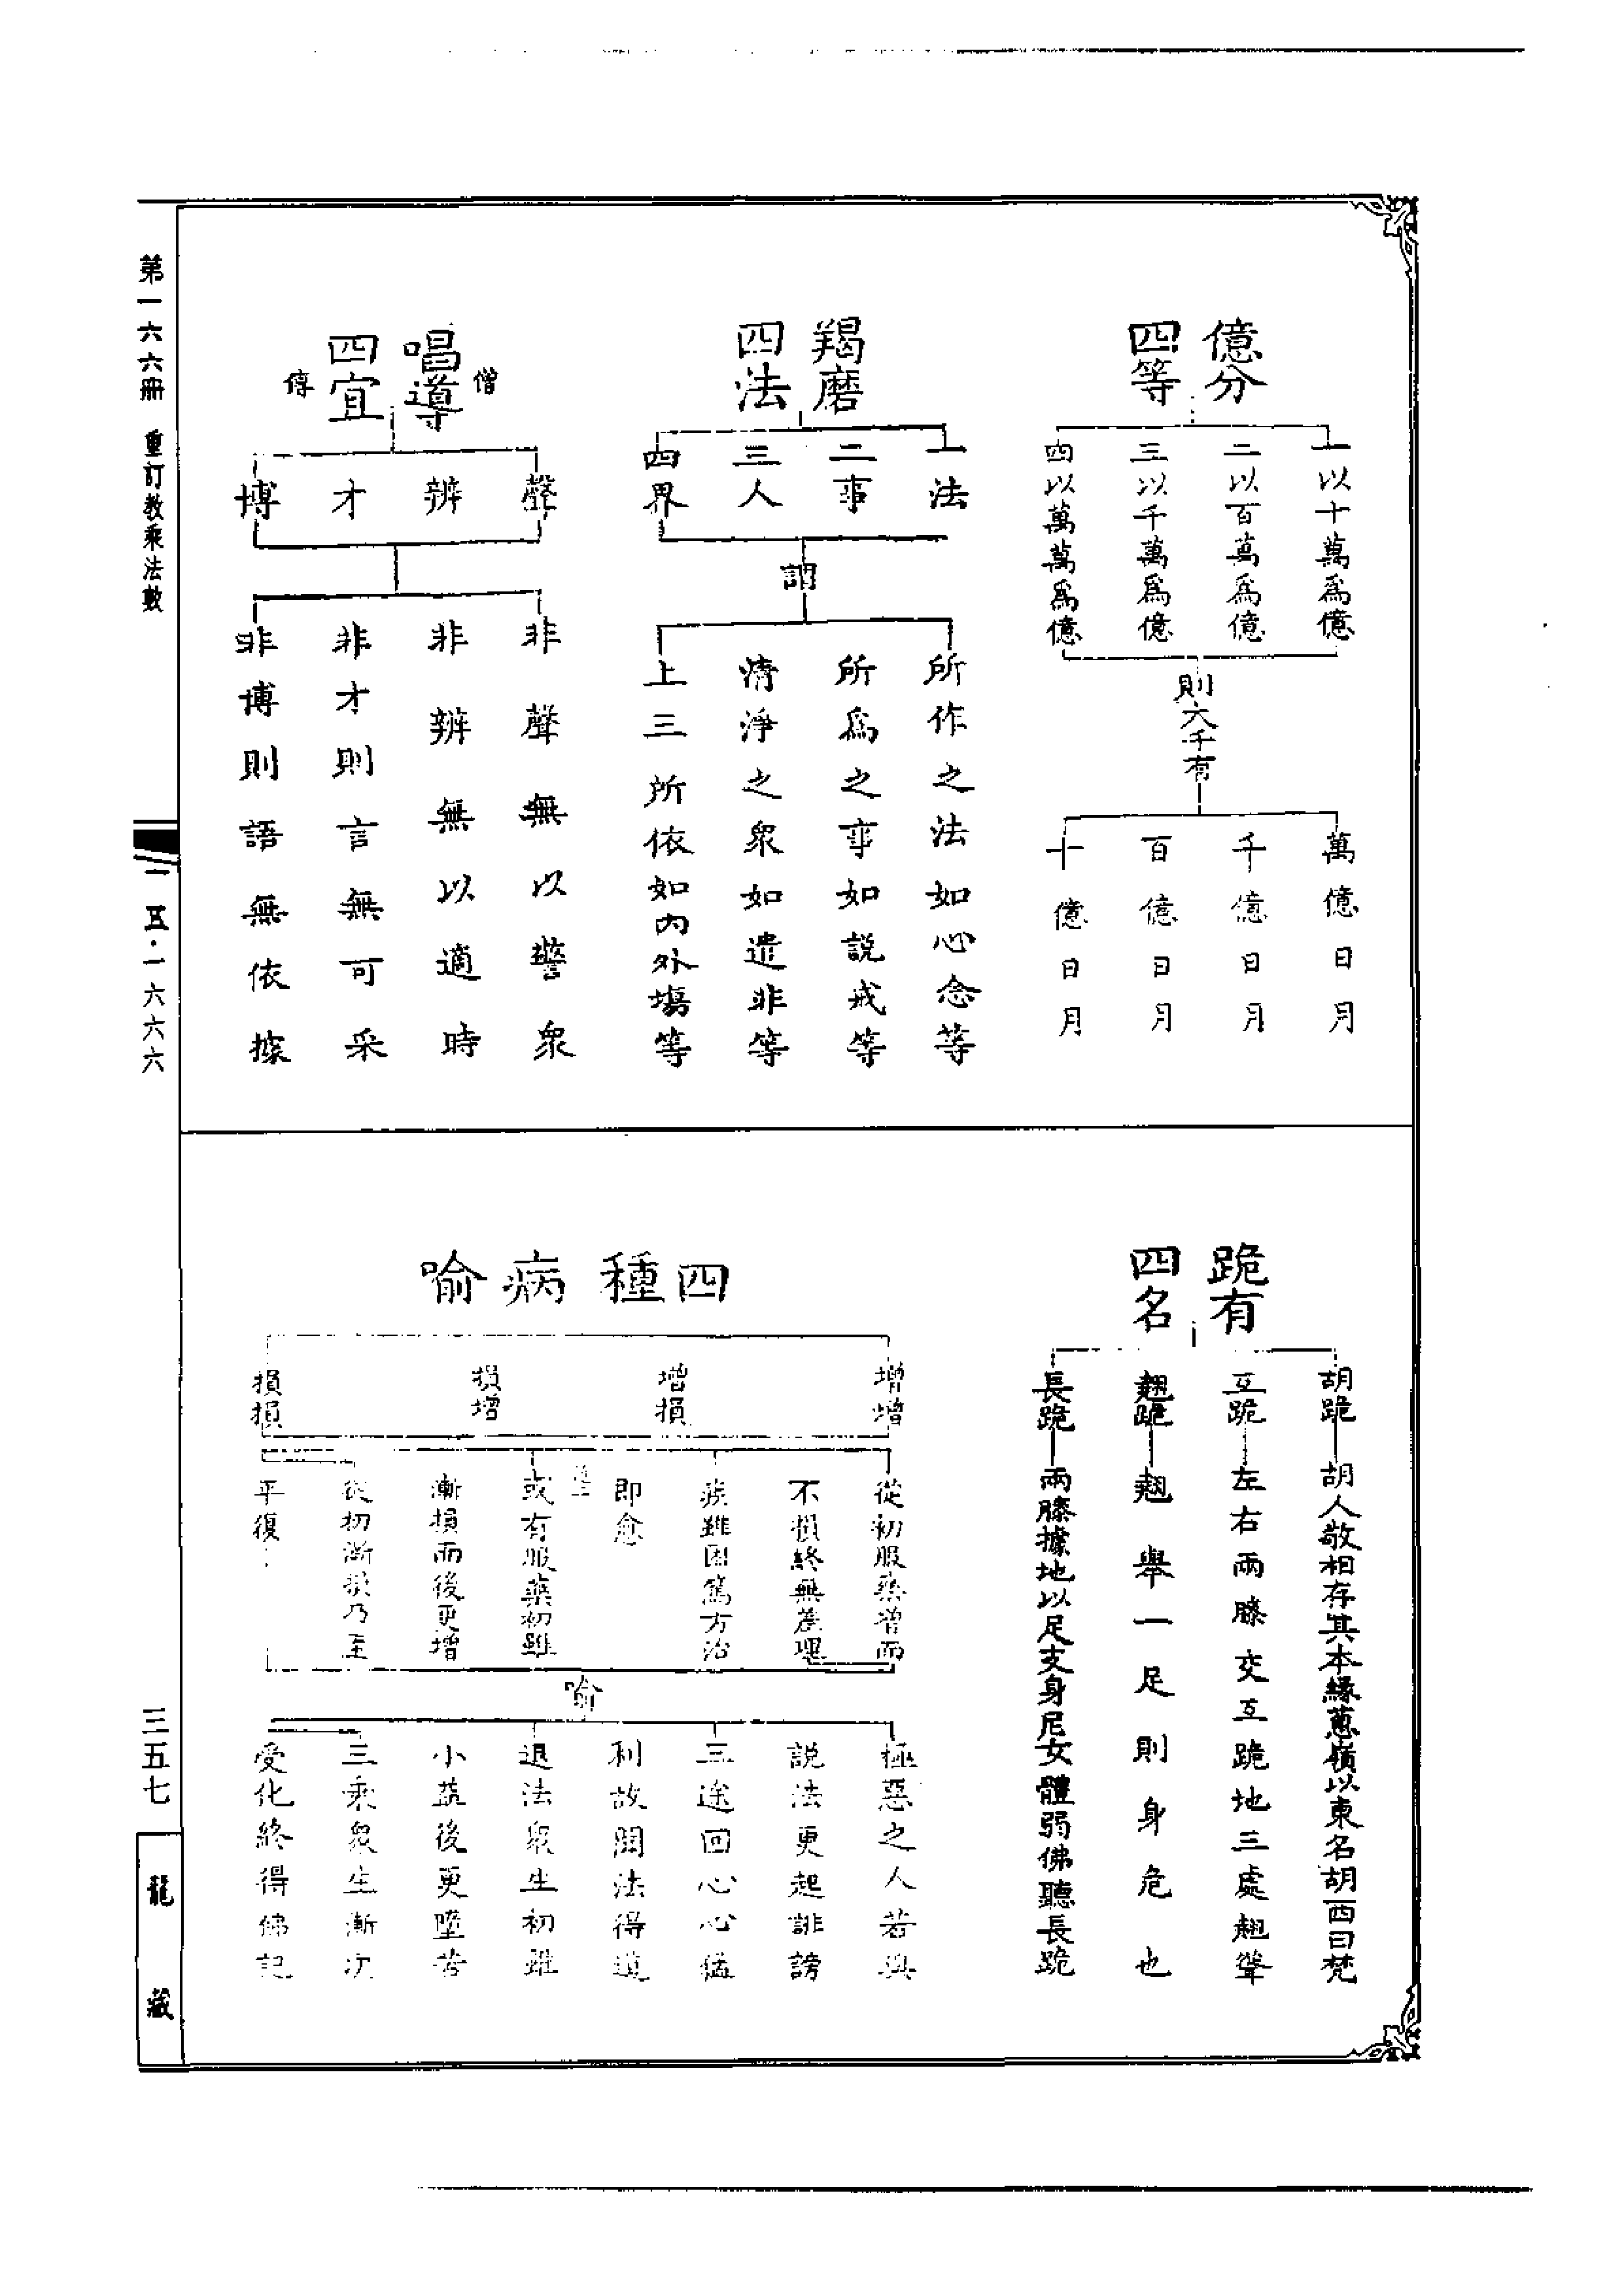 億分
四等
一以十萬為億
二以百萬為億
三以千萬為億
四以萬萬為億
則大千有
萬億日月
千億日月
百億日月
十億日月
羯磨
四法
一法
二事
三人
四界
謂
所作之法如心念等
所為之事如説戒等
清淨之衆如遣非等
上三所依如內外塲等
唱導
四宜
僧
傳
聲
辨
才
博
非聲無以警衆
非辨無以適時
非才則言無可采
非博則語無依據
跪有
四名
胡跪
胡人敬相存其本緣蔥嶺以東名胡西曰梵
互跪
左右兩膝交互跪地三處翹聳
翹跪
翹舉一足則身危也
長跪
兩膝據地以足支身尼女體弱佛聽長跪
四種病喻
增增
增損
損增
損損
從初服藥增而
不損終無差理
疾雖困篤方治
即愈
或有服藥初雖
漸損而後更增
從初漸損乃至
平復
喻
極惡之人若與
説法更起誹謗
三途回心心猛
利故聞法得道
退法衆生初雖
小益後更墮苦
三乘衆生漸次
受化終得佛記
第一六六册 重訂教乘法數
一五·一六六六
三五七
龍藏